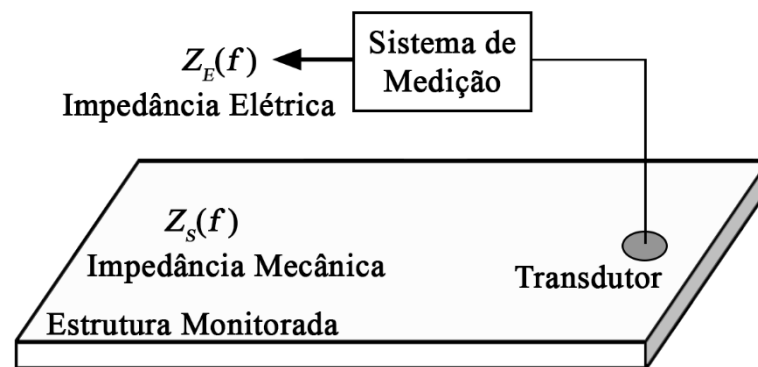 Sistema de
Medição
Z_E(f)
Impedância Elétrica
Z_S(f)
Impedância Mecânica
Transdutor
Estrutura Monitorada